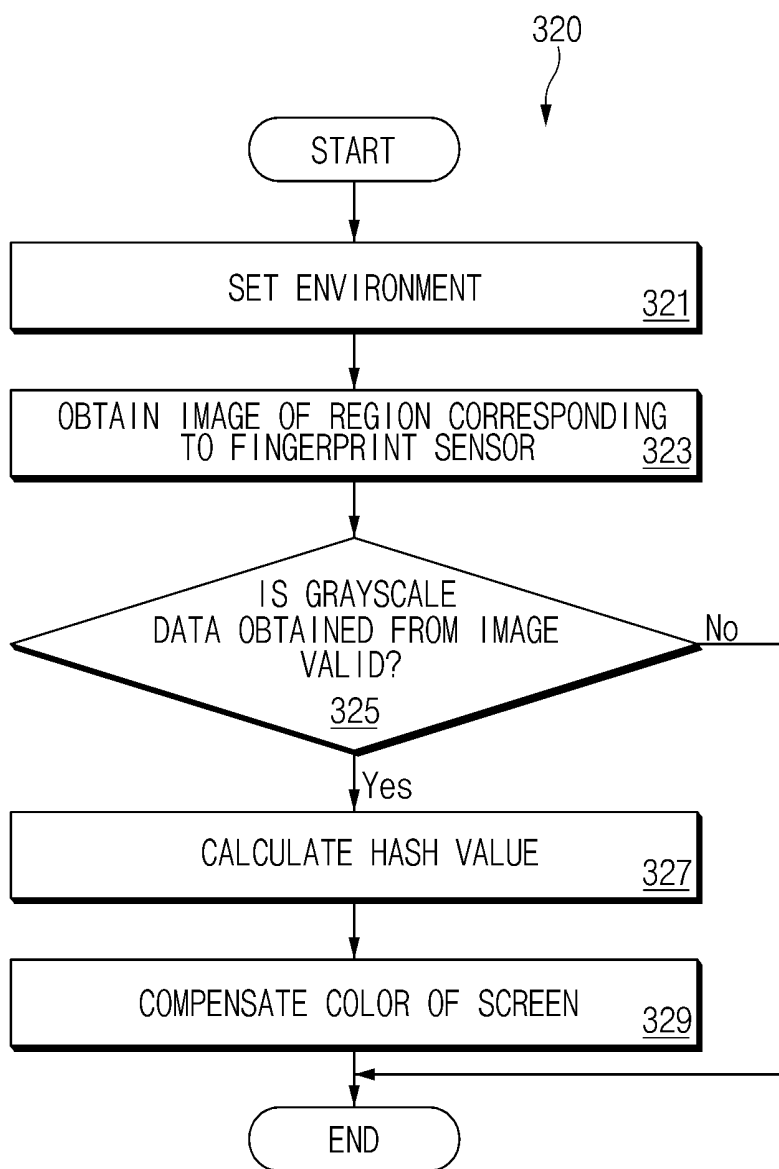 320
START
SET ENVIRONMENT
321
OBTAIN IMAGE OF REGION CORRESPONDING
TO FINGERPRINT SENSOR
323
IS GRAYSCALE
DATA OBTAINED FROM IMAGE
VALID?
325
No
Yes
CALCULATE HASH VALUE
327
COMPENSATE COLOR OF SCREEN
329
END